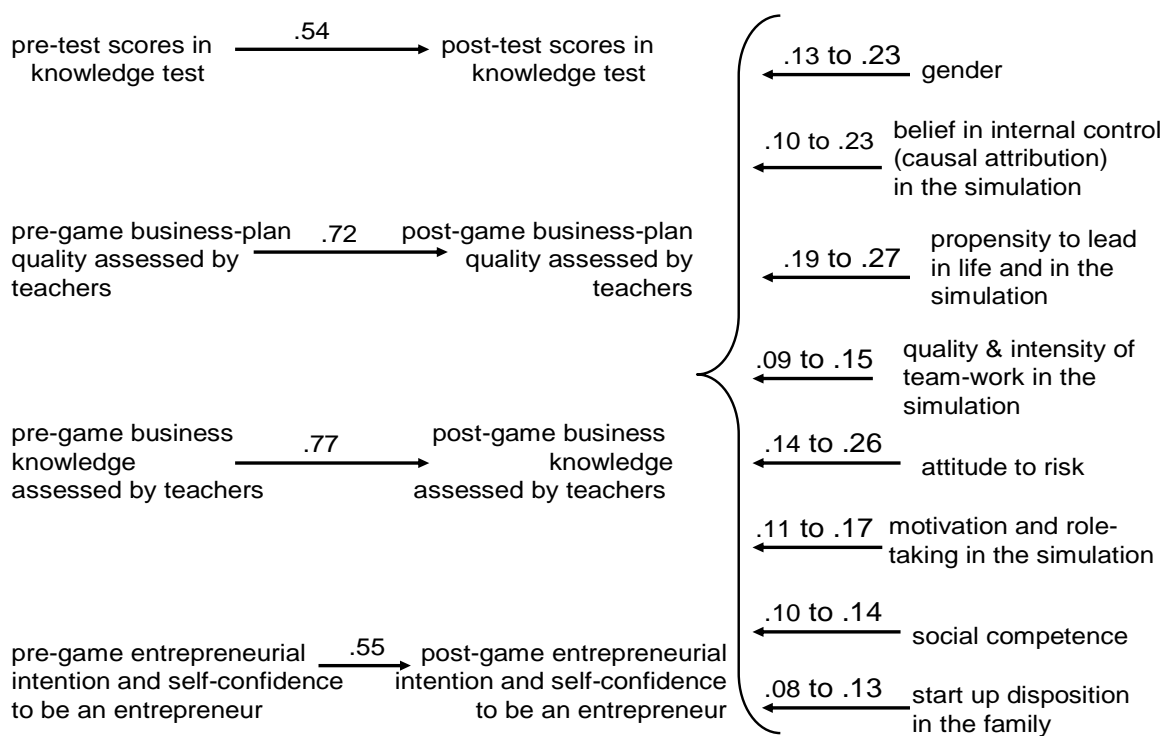 pre-test scores in
knowledge test
.54
post-test scores in
knowledge test
pre-game business-plan
quality assessed by
teachers
.72
post-game business-plan
quality assessed by
teachers
pre-game business
knowledge
assessed by teachers
.77
post-game business
knowledge
assessed by teachers
pre-game entrepreneurial
intention and self-confidence
to be an entrepreneur
.55
post-game entrepreneurial
intention and self-confidence
to be an entrepreneur
.13 to .23
gender
.10 to .23
belief in internal control
(causal attribution)
in the simulation
.19 to .27
propensity to lead
in life and in the
simulation
.09 to .15
quality & intensity of
team-work in the
simulation
.14 to .26
attitude to risk
.11 to .17
motivation and role-
taking in the simulation
.10 to .14
social competence
.08 to .13
start up disposition
in the family